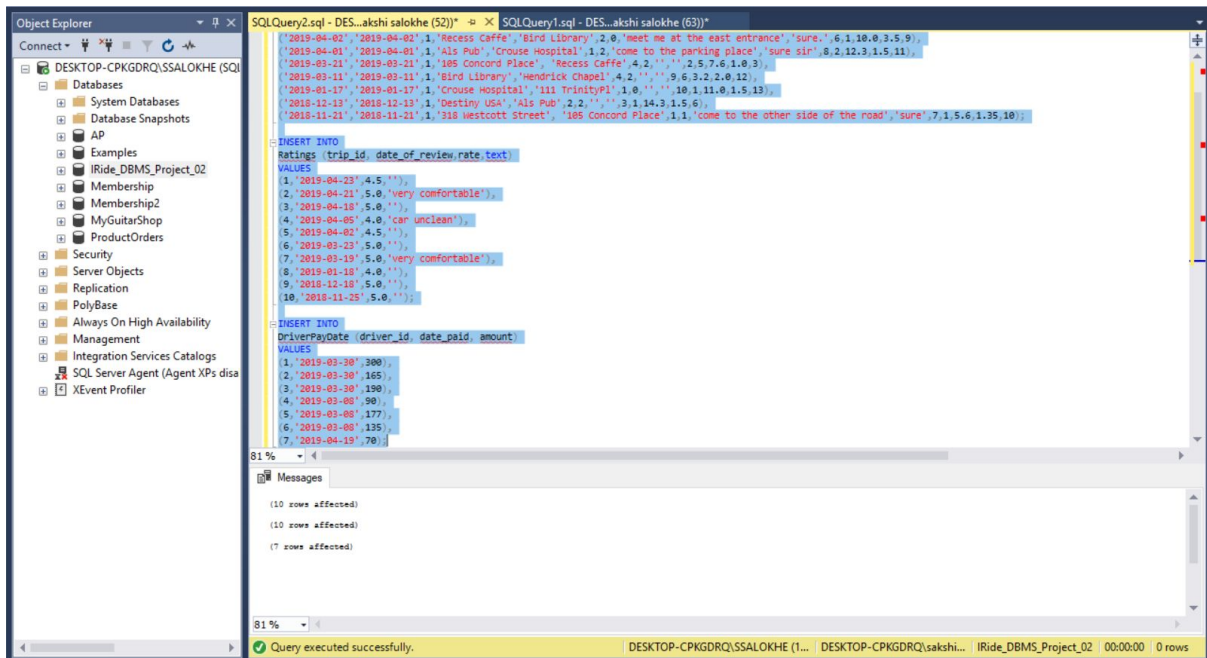 Object Explorer
Connect
DESKTOP-CPKGDRQ\SSALOKHE (SQL
Databases
System Databases
Database Snapshots
AP
Examples
IRide_DBMS_Project_02
Membership
Membership2
MyGuitarShop
ProductOrders
Security
Server Objects
Replication
PolyBase
Always On High Availability
Management
Integration Services Catalogs
SQL Server Agent (Agent XPs disa
XEvent Profiler
SQLQuery2.sql - DES...akshi salokhe (52))*
SQLQuery1.sql - DES...akshi salokhe (63))*
('2019-04-02','2019-04-02',1,'Recess Caffe','Bird Library',2,0,'meet me at the east entrance','sure.',6,1,10.0,3.5,9),
('2019-04-01','2019-04-01',1,'Als Pub','Crouse Hospital',1,2,'come to the parking place','sure sir',8,2,12.3,1.5,11),
('2019-03-21','2019-03-21',1,'105 Concord Place', 'Recess Caffe',4,2,'','',2,5,7.6,1.0,3),
('2019-03-11','2019-03-11',1,'Bird Library','Hendrick Chapel',4,2,'','',9,6,3.2,2.0,12),
('2019-01-17','2019-01-17',1,'Crouse Hospital','111 TrinityPl',1,0,'','',10,1,11.0,1.5,13),
('2018-12-13','2018-12-13',1,'Destiny USA','Als Pub',2,2,'','',3,1,14.3,1.5,6),
('2018-11-21','2018-11-21',1,'318 Westcott Street', '105 Concord Place',1,1,'come to the other side of the road','sure',7,1,5.6,1.35,10);
INSERT INTO
Ratings (trip_id, date_of_review,rate,text)
VALUES
(1,'2019-04-23',4.5,''),
(2,'2019-04-21',5.0,'very comfortable'),
(3,'2019-04-18',5.0,''),
(4,'2019-04-05',4.0,'car unclean'),
(5,'2019-04-02',4.5,''),
(6,'2019-03-23',5.0,''),
(7,'2019-03-19',5.0,'very comfortable'),
(8,'2019-01-18',4.0,''),
(9,'2018-12-18',5.0,''),
(10,'2018-11-25',5.0,'');
INSERT INTO
DriverPayDate (driver_id, date_paid, amount)
VALUES
(1,'2019-03-30',300),
(2,'2019-03-30',165),
(3,'2019-03-30',190),
(4,'2019-03-08',90),
(5,'2019-03-08',177),
(6,'2019-03-08',135),
(7,'2019-04-19',70);
81 %
Messages
(10 rows affected)
(10 rows affected)
(7 rows affected)
81 %
Query executed successfully.
DESKTOP-CPKGDRQ\SSALOKHE (1... DESKTOP-CPKGDRQ\sakshi... IRide_DBMS_Project_02 00:00:00 0 rows